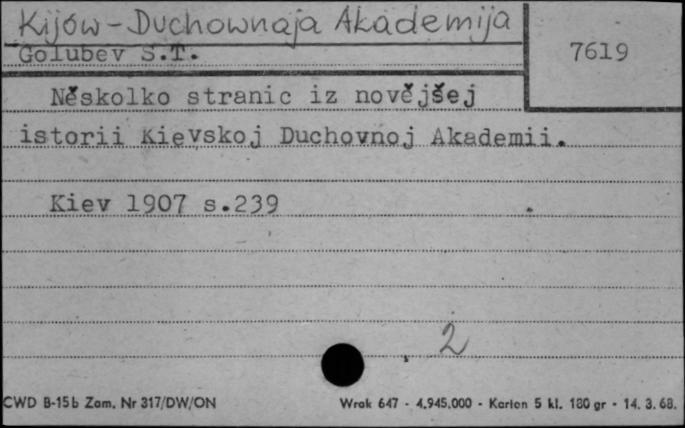 Kijów-Duchownaja Akademija
Golubev S.T.
7619
Něskolko stranic iz novějšej
istorii Kievskoj Duchovnoj Akademii.
Kiev 1907 s.239
2
CWD B-15b Zam. Nr 317/DW/ON
Wrak 647 - 4.945.000 - Karton 5 kl. 180 gr - 14. 3. 68.